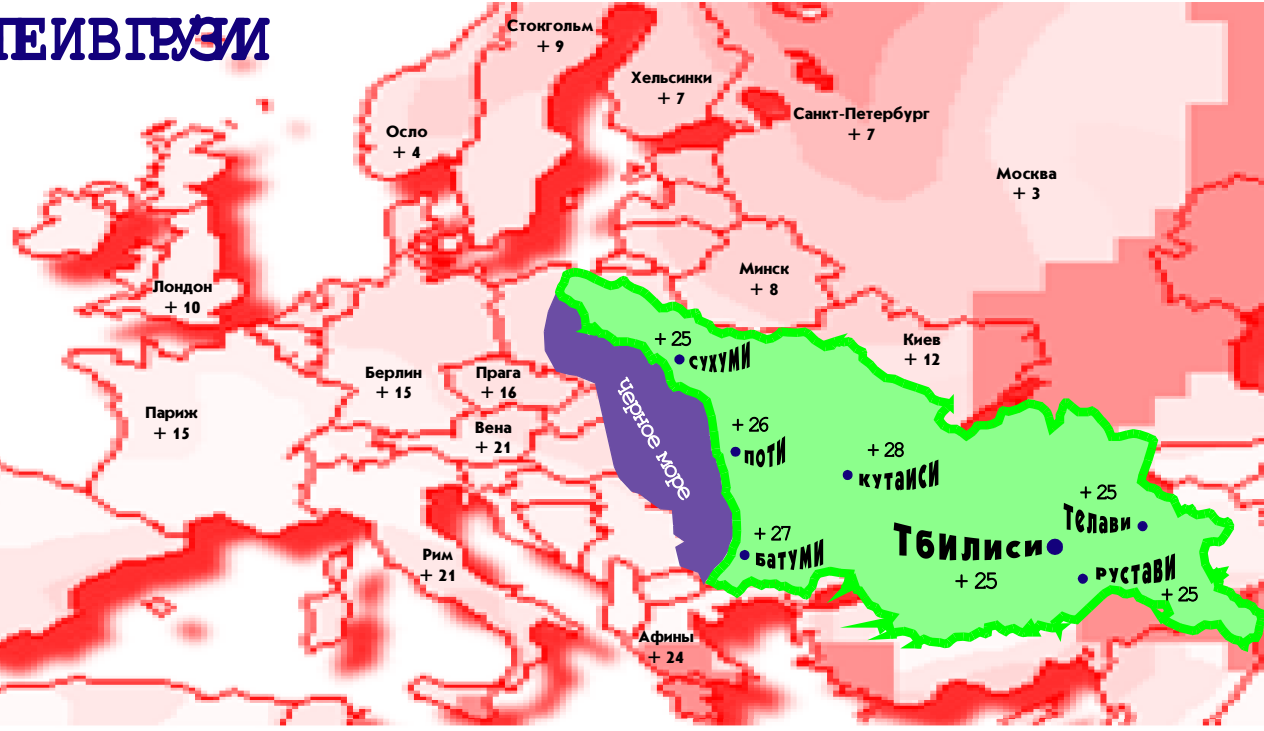 Стокгольм
+ 9
Хельсинки
+ 7
Санкт-Петербург
+ 7
Осло
+ 4
Москва
+ 3
Минск
+ 8
Лондон
+ 10
Киев
+ 12
+ 25
сухуми
Берлин
+ 15
Прага
+ 16
Париж
+ 15
Вена
+ 21
Черное море
+ 26
поти
+ 28
кутаиси
+ 25
Телави
+ 27
батуми
Тбилиси
+ 25
Рим
+ 21
рустави
+ 25
Афины
+ 24